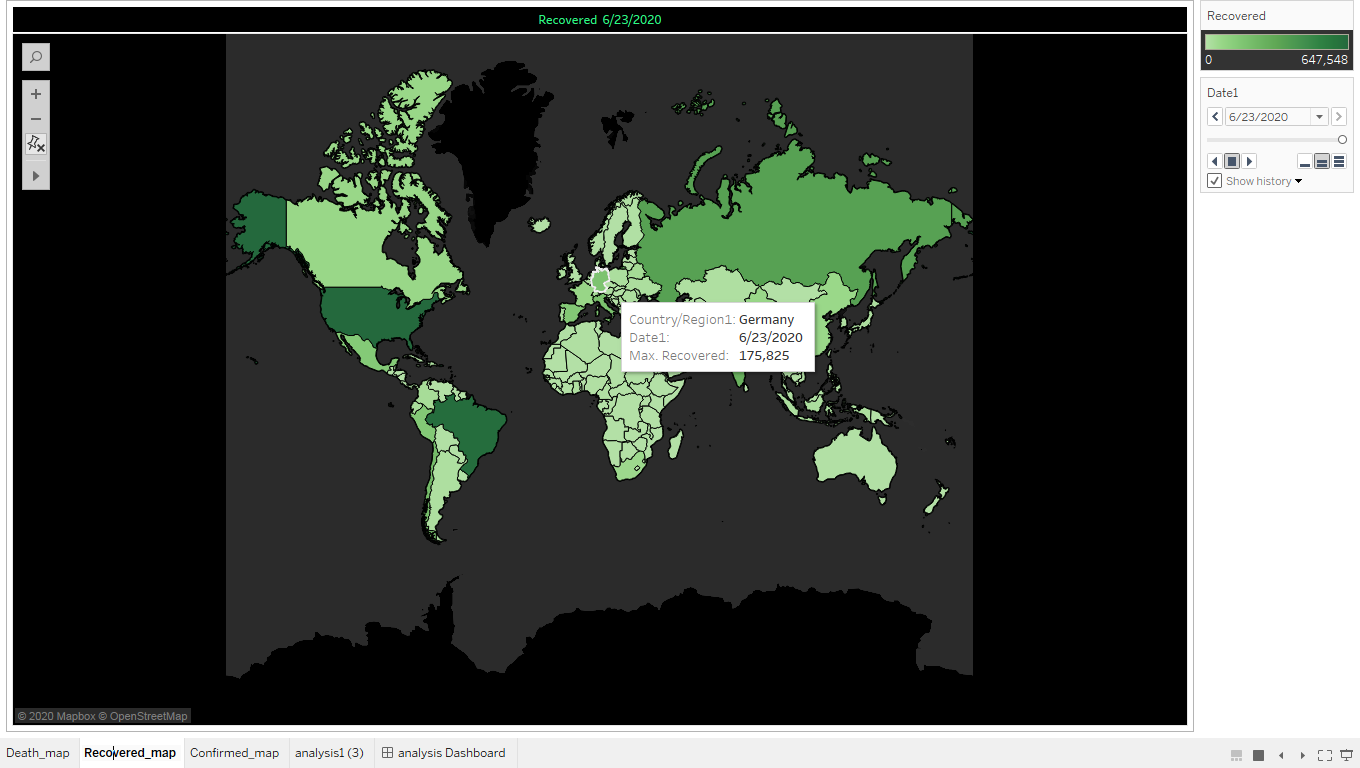 Recovered 6/23/2020
Recovered
0 647,548
Date1
6/23/2020
Show history
Country/Region1: Germany
Date1: 6/23/2020
Max. Recovered: 175,825
© 2020 Mapbox © OpenStreetMap
Death_map Recovered_map Confirmed_map analysis1 (3) analysis Dashboard